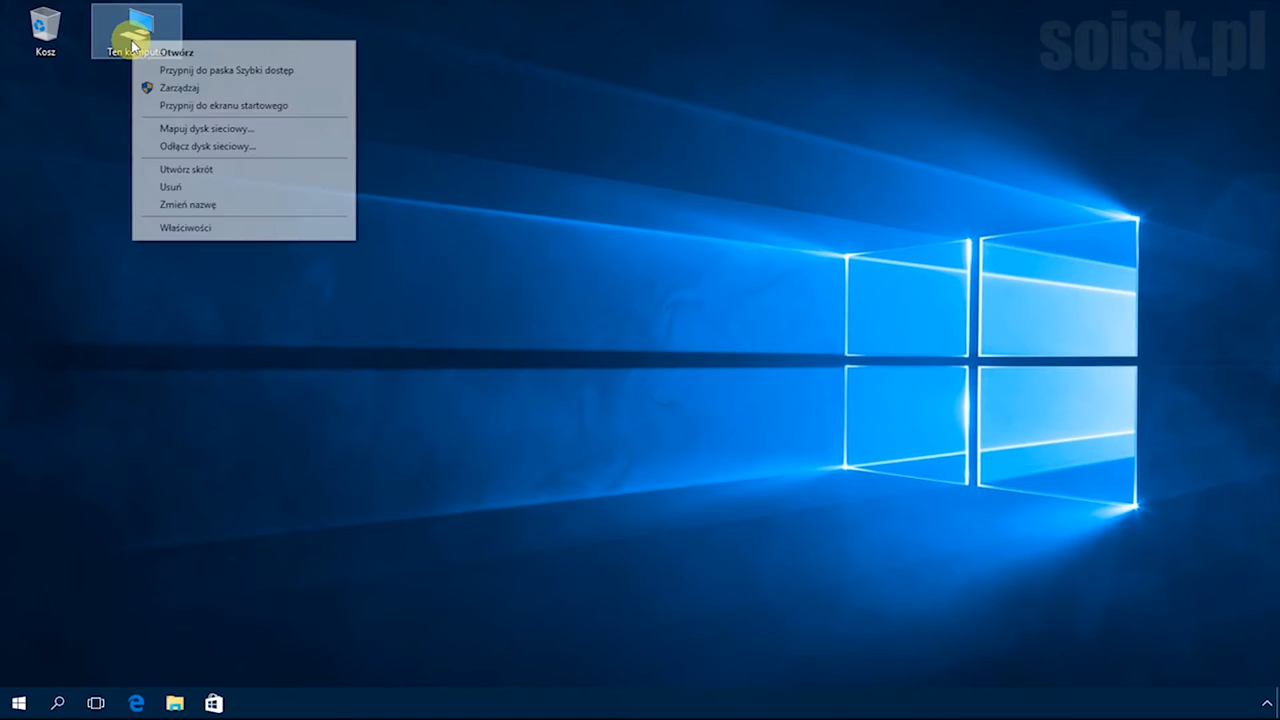 soisk.pl
Kosz
Ten komput
Otwórz
Przypnij do paska Szybki dostęp
Zarządzaj
Przypnij do ekranu startowego
Mapuj dysk sieciowy...
Odłącz dysk sieciowy...
Utwórz skrót
Usuń
Zmień nazwę
Właściwości